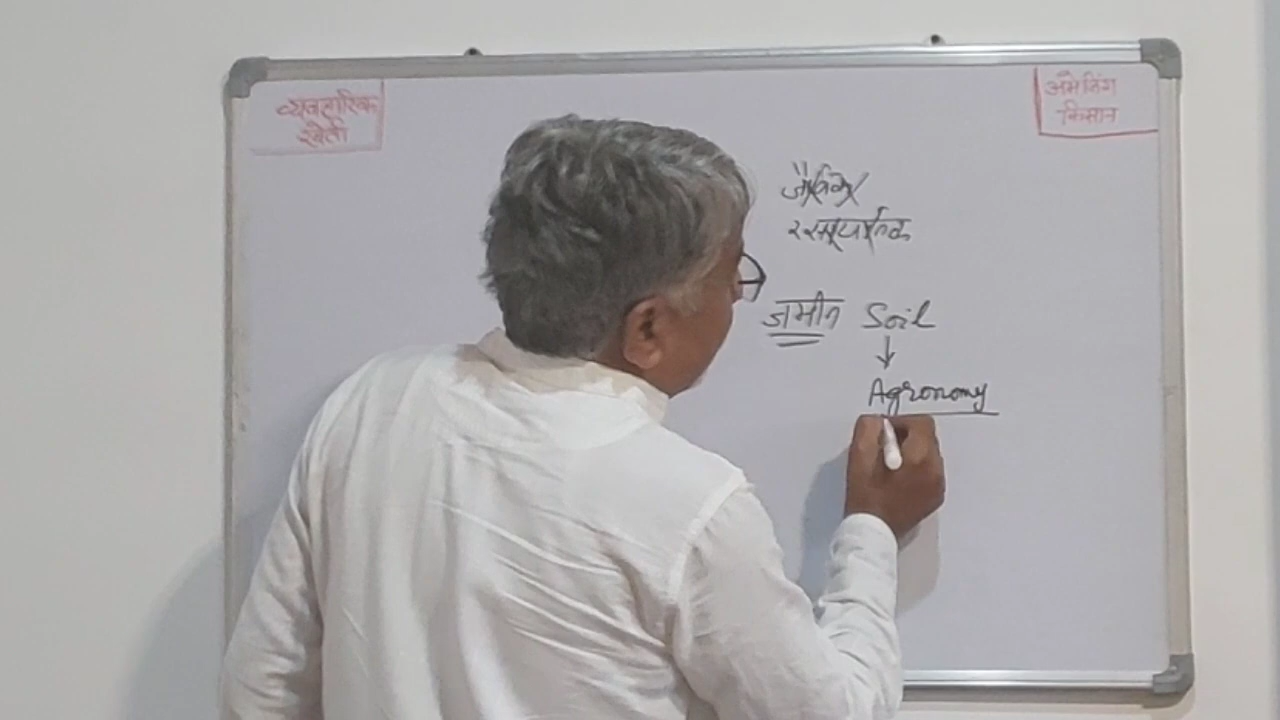 व्यवहारिक
खेती
अमेजिंग
किसान
जैविक
रसायनिक
जमीन Soil
Agronomy